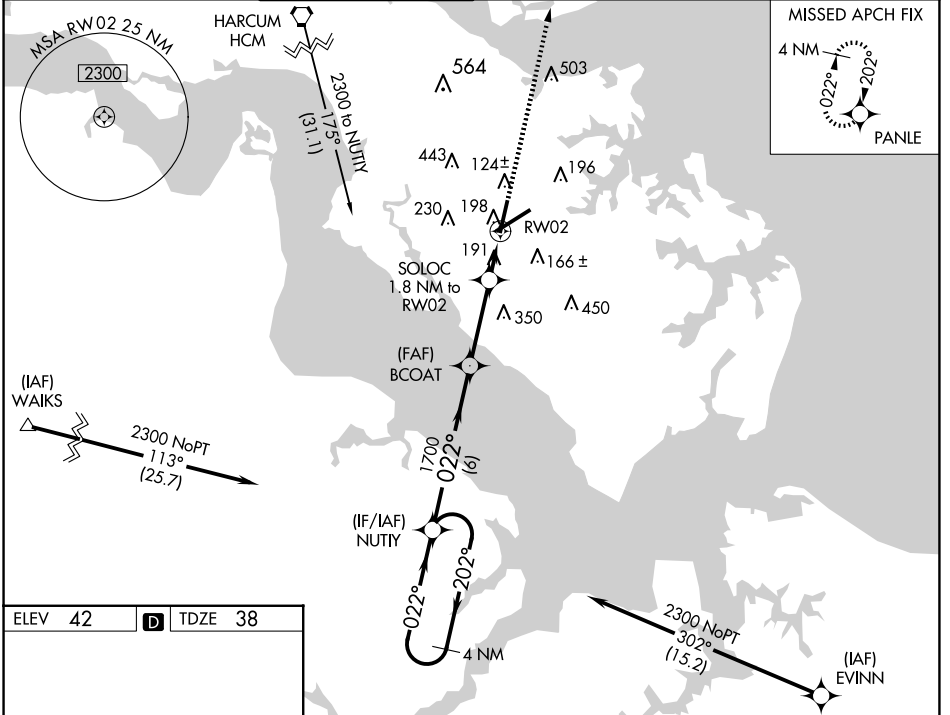 MSA RW02 25 NM
2300
HARCUM
HCM
2300 to NUTIY
175°
(31.1)
564
503
443
124±
196
230
198
RW02
191
166±
SOLOC
1.8 NM to
RW02
350
450
(FAF)
BCOAT
(IAF)
WAIKS
2300 NoPT
113°
(25.7)
1700
022°
(6)
(IF/IAF)
NUTIY
022°
202°
4 NM
2300 NoPT
302°
(15.2)
(IAF)
EVINN
MISSED APCH FIX
4 NM
022°
202°
PANLE
ELEV 42
D
TDZE 38